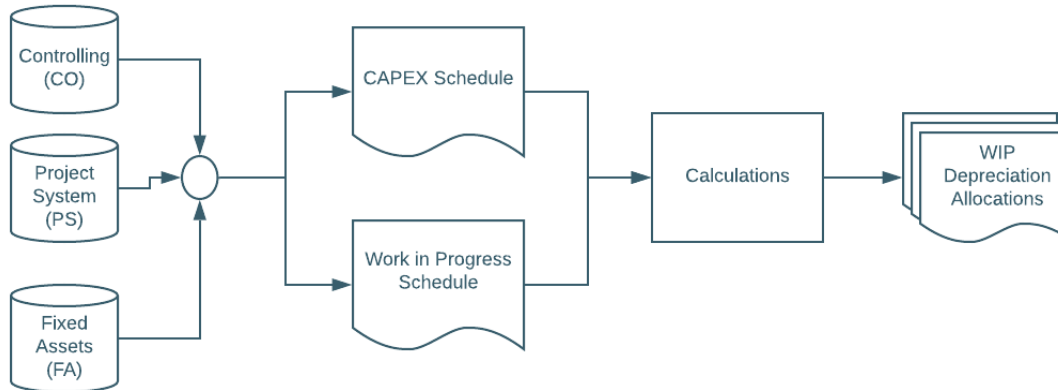 Controlling
(CO)
Project
System
(PS)
Fixed
Assets
(FA)
CAPEX Schedule
Work in Progress
Schedule
Calculations
WIP
Depreciation
Allocations